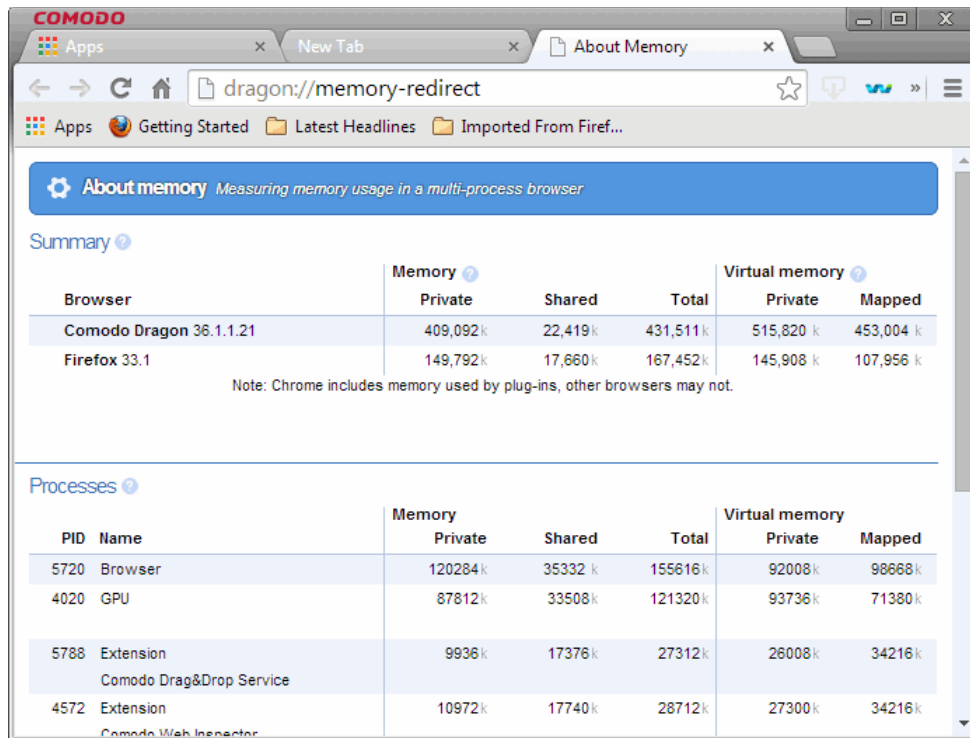 COMODO
Apps New Tab About Memory
dragon://memory-redirect
Apps Getting Started Latest Headlines Imported From Firef...
About memory Measuring memory usage in a multi-process browser
Summary
Memory Virtual memory
Browser Private Shared Total Private Mapped
Comodo Dragon 36.1.1.21 409,092k 22,419k 431,511k 515,820 k 453,004 k
Firefox 33.1 149,792k 17,660k 167,452k 145,908 k 107,956 k
Note: Chrome includes memory used by plug-ins, other browsers may not.
Processes
Memory Virtual memory
PID Name Private Shared Total Private Mapped
5720 Browser 120284k 35332 k 155616k 92008k 98668k
4020 GPU 87812k 33508k 121320k 93736k 71380k
5788 Extension 9936k 17376k 27312k 26008k 34216k
Comodo Drag&Drop Service
4572 Extension 10972k 17740k 28712k 27300k 34216k
Comodo Web Inspector